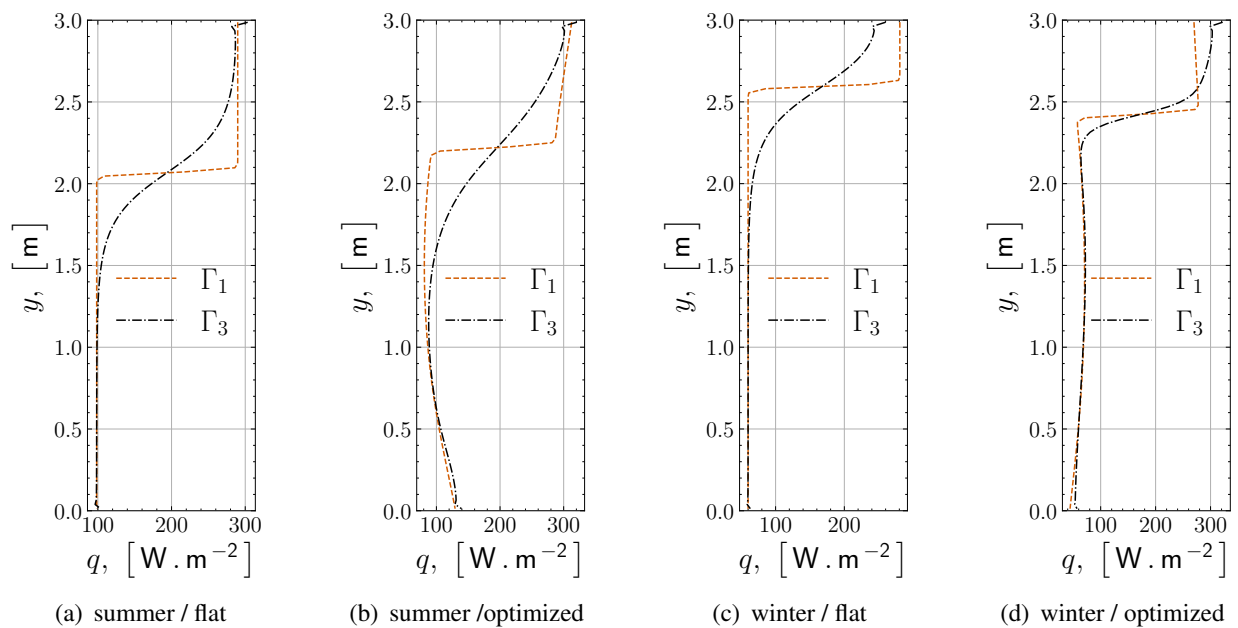 3.0
2.5
2.0
1.5
1.0
0.5
0.0
y, [m]
Γ1
Γ3
100 200 300
q, [W.m−2]
(a) summer / flat
3.0
2.5
2.0
1.5
1.0
0.5
0.0
y, [m]
Γ1
Γ3
100 200 300
q, [W.m−2]
(b) summer /optimized
3.0
2.5
2.0
1.5
1.0
0.5
0.0
y, [m]
Γ1
Γ3
100 200
q, [W.m−2]
(c) winter / flat
3.0
2.5
2.0
1.5
1.0
0.5
0.0
y, [m]
Γ1
Γ3
100 200 300
q, [W.m−2]
(d) winter / optimized